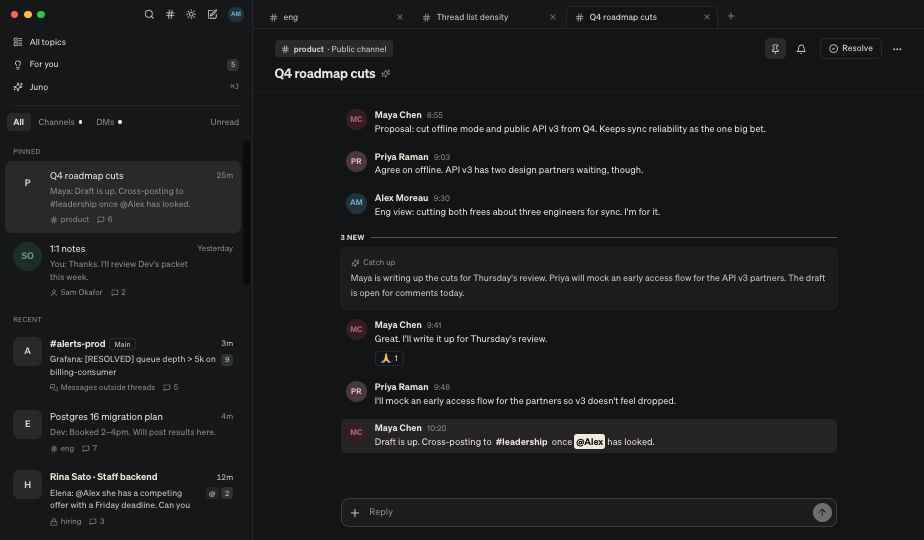 AM
All topics
For you 5
Juno ⌘J
All Channels DMs Unread
PINNED
P
Q4 roadmap cuts 25m
Maya: Draft is up. Cross-posting to
#leadership once @Alex has looked.
# product 6
SO
1:1 notes Yesterday
You: Thanks. I'll review Dev's packet
this week.
Sam Okafor 2
RECENT
A
#alerts-prod Main 3m
Grafana: [RESOLVED] queue depth > 5k on 9
billing-consumer
Messages outside threads 5
E
Postgres 16 migration plan 4m
Dev: Booked 2–4pm. Will post results here.
# eng 7
H
Rina Sato · Staff backend 12m
Elena: @Alex she has a competing @ 2
offer with a Friday deadline. Can you
hiring 3
# eng
Thread list density
# Q4 roadmap cuts
# product · Public channel
Resolve
Q4 roadmap cuts
MC
Maya Chen 8:55
Proposal: cut offline mode and public API v3 from Q4. Keeps sync reliability as the one big bet.
PR
Priya Raman 9:03
Agree on offline. API v3 has two design partners waiting, though.
AM
Alex Moreau 9:30
Eng view: cutting both frees about three engineers for sync. I'm for it.
3 NEW
Catch up
Maya is writing up the cuts for Thursday's review. Priya will mock an early access flow for the API v3 partners. The draft
is open for comments today.
MC
Maya Chen 9:41
Great. I'll write it up for Thursday's review.
🙏 1
PR
Priya Raman 9:48
I'll mock an early access flow for the partners so v3 doesn't feel dropped.
MC
Maya Chen 10:20
Draft is up. Cross-posting to #leadership once @Alex has looked.
Reply